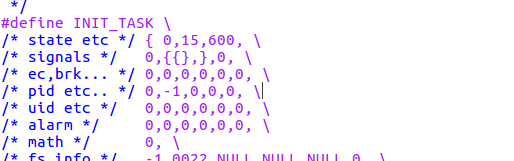 */
#define INIT_TASK \
/* state etc */ { 0,15,600, \
/* signals */ 0,{{},},0, \
/* ec,brk... */ 0,0,0,0,0,0, \
/* pid etc.. */ 0,-1,0,0,0, \
/* uid etc */ 0,0,0,0,0,0, \
/* alarm */ 0,0,0,0,0,0, \
/* math */ 0, \
/* fs info */ -1,0022,NULL,NULL,NULL,0, \